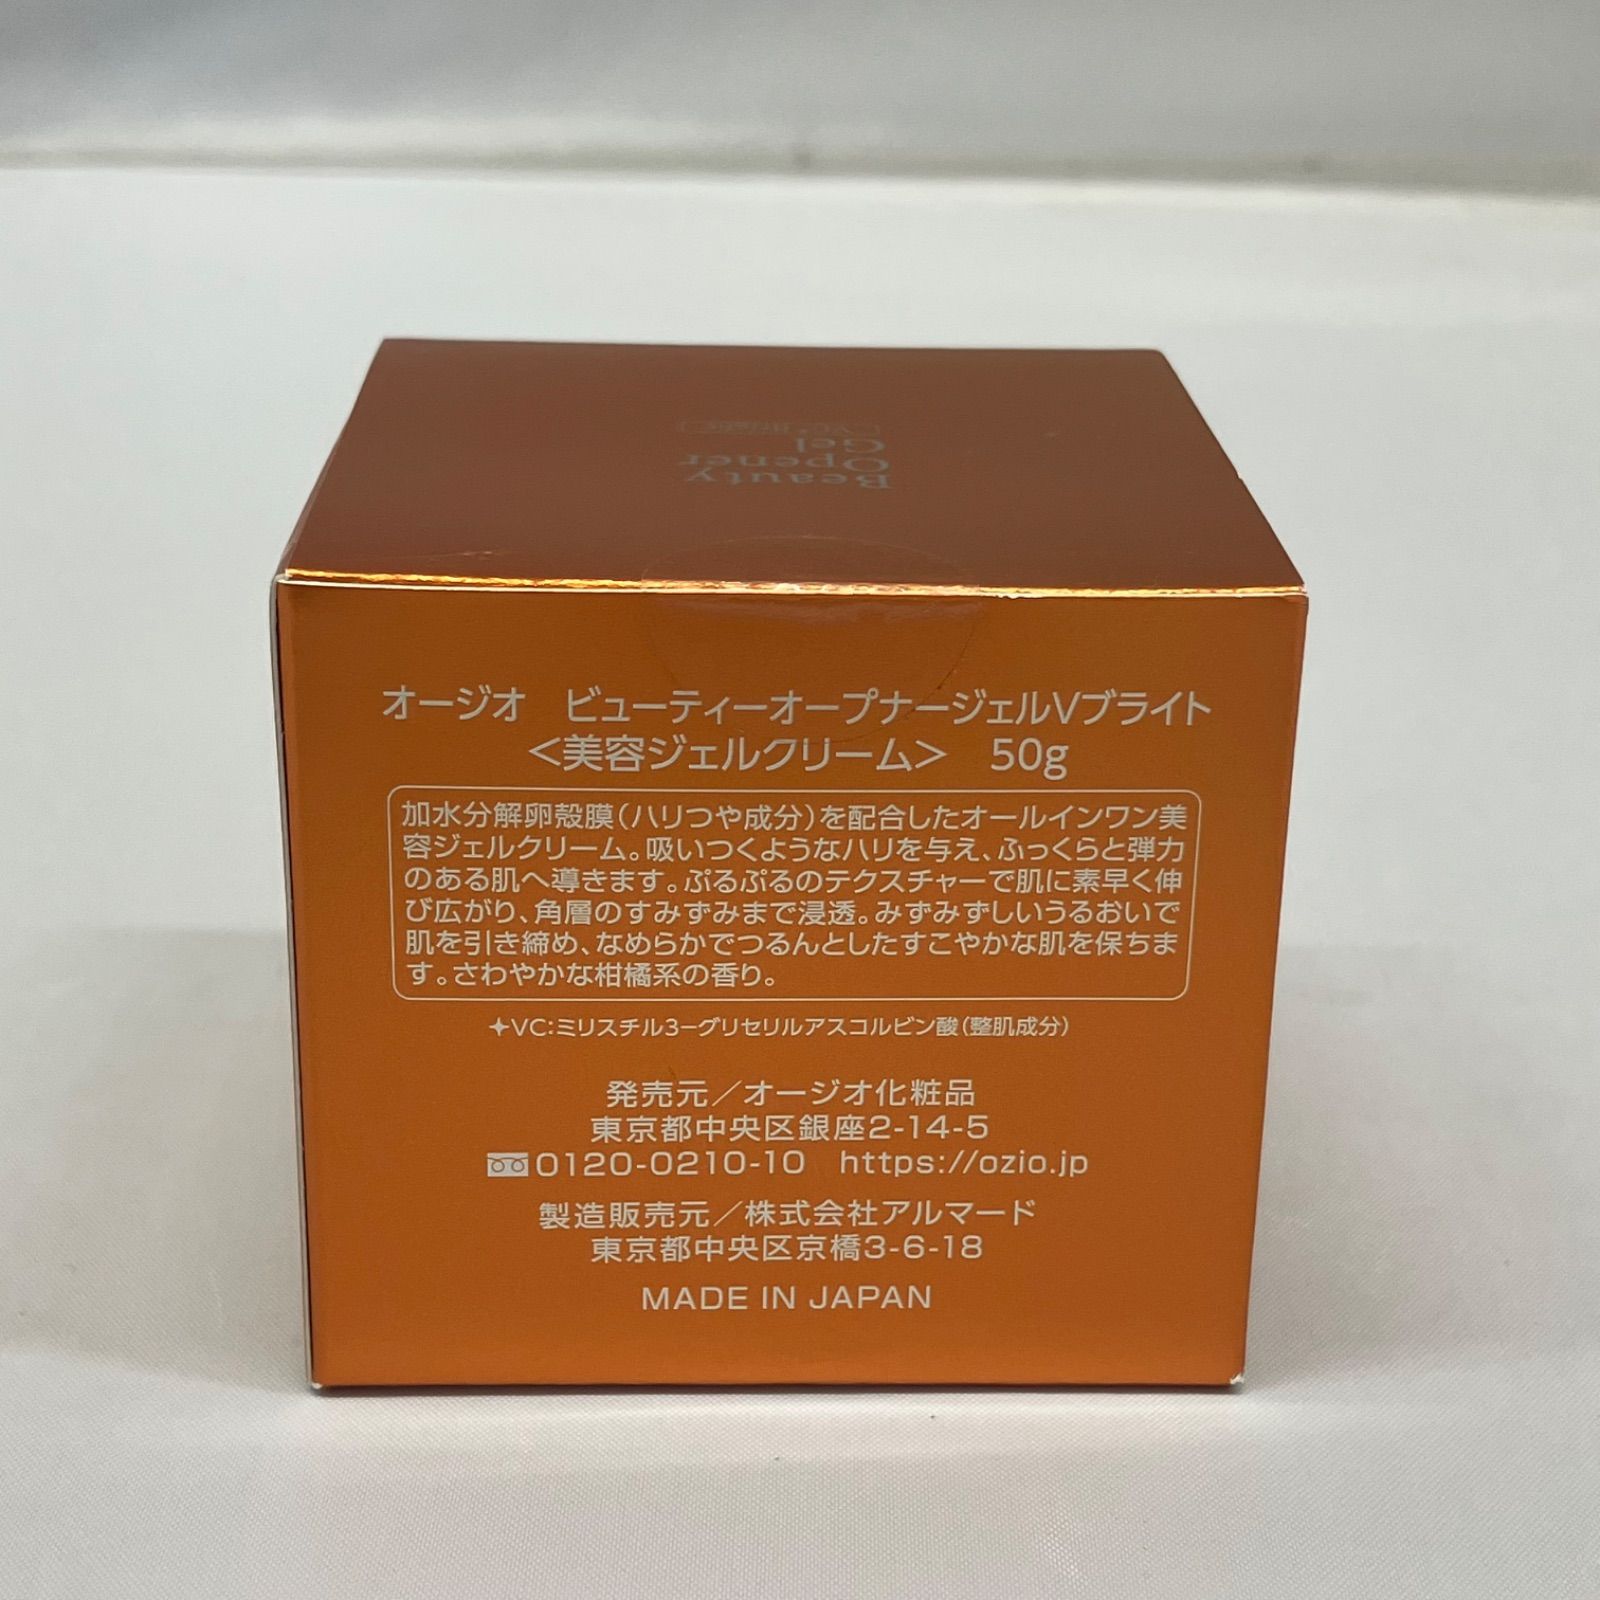 Beauty
Opener
Gel
オージオ ビューティーオープナージェルVブライト
<美容ジェルクリーム> 50g
加水分解卵殻膜(ハリつや成分)を配合したオールインワン美
容ジェルクリーム。吸いつくようなハリを与え、ふっくらと弾力
のある肌へ導きます。ぷるぷるのテクスチャーで肌に素早く伸
び広がり、角層のすみずみまで浸透。みずみずしいうるおいで
肌を引き締め、なめらかでつるんとしたすこやかな肌を保ちま
す。さわやかな柑橘系の香り。
✦VC:ミリスチル3-グリセリルアスコルビン酸(整肌成分)
発売元/オージオ化粧品
東京都中央区銀座2-14-5
0120-0210-10 https://ozio.jp
製造販売元/株式会社アルマード
東京都中央区京橋3-6-18
MADE IN JAPAN